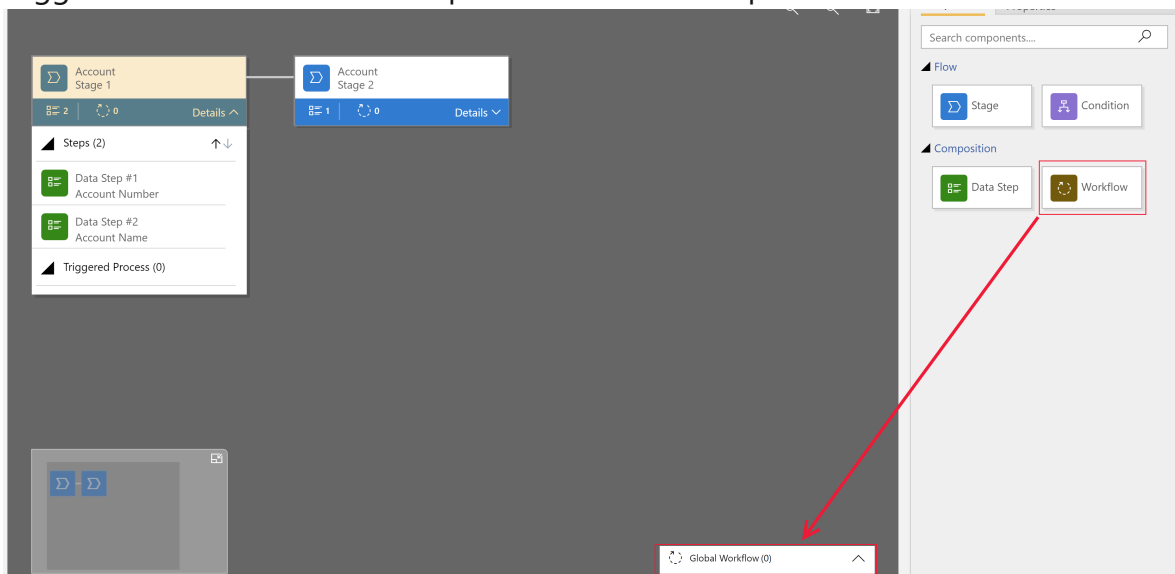 Account
Stage 1
2
0
Details
Steps (2)
Data Step #1
Account Number
Data Step #2
Account Name
Triggered Process (0)
Account
Stage 2
1
0
Details
Global Workflow (0)
Search components....
Flow
Stage
Condition
Composition
Data Step
Workflow